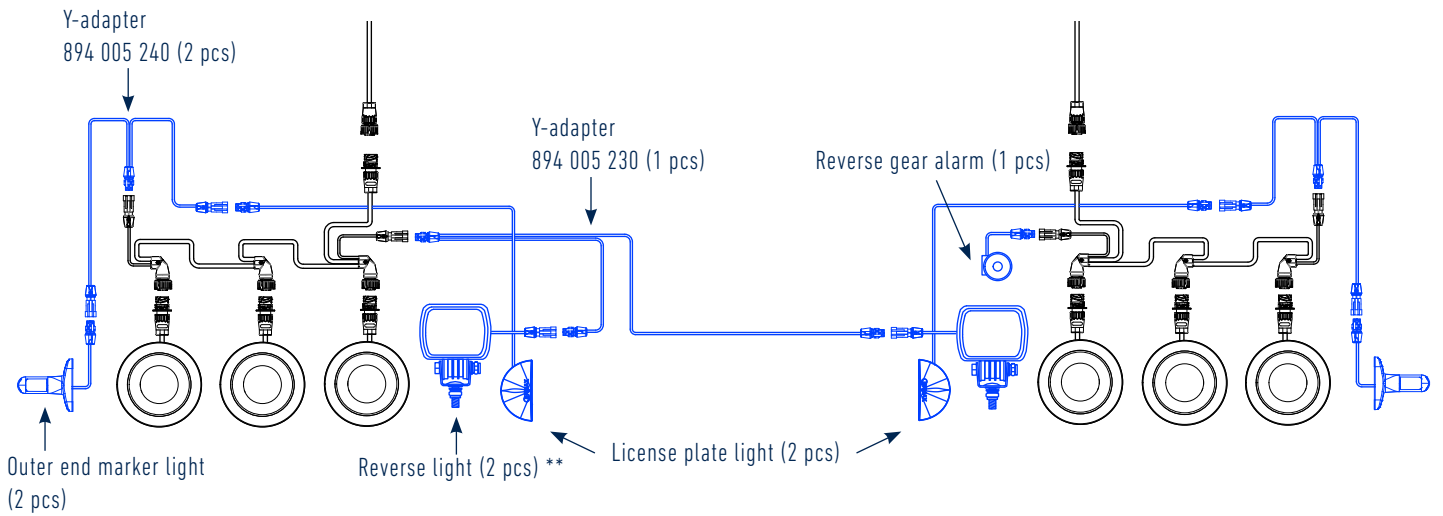 Y-adapter
894 005 240 (2 pcs)
Y-adapter
894 005 230 (1 pcs)
Reverse gear alarm (1 pcs)
Outer end marker light
(2 pcs)
Reverse light (2 pcs) **
License plate light (2 pcs)